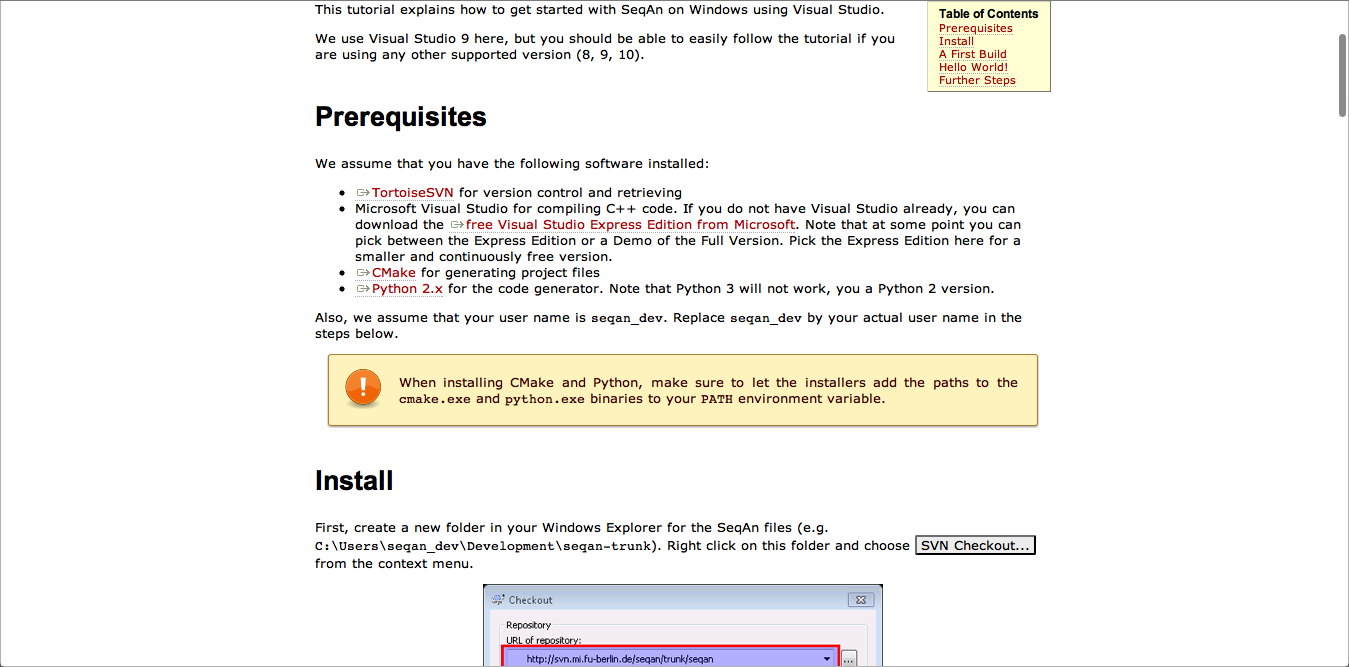 This tutorial explains how to get started with SeqAn on Windows using Visual Studio.
We use Visual Studio 9 here, but you should be able to easily follow the tutorial if you
are using any other supported version (8, 9, 10).
Table of Contents
Prerequisites
Install
A First Build
Hello World!
Further Steps
Prerequisites
We assume that you have the following software installed:
TortoiseSVN for version control and retrieving
Microsoft Visual Studio for compiling C++ code. If you do not have Visual Studio already, you can
download the free Visual Studio Express Edition from Microsoft. Note that at some point you can
pick between the Express Edition or a Demo of the Full Version. Pick the Express Edition here for a
smaller and continuously free version.
CMake for generating project files
Python 2.x for the code generator. Note that Python 3 will not work, you a Python 2 version.
Also, we assume that your user name is seqan_dev. Replace seqan_dev by your actual user name in the
steps below.
When installing CMake and Python, make sure to let the installers add the paths to the
cmake.exe and python.exe binaries to your PATH environment variable.
Install
First, create a new folder in your Windows Explorer for the SeqAn files (e.g.
C:\Users\seqan_dev\Development\seqan-trunk). Right click on this folder and choose SVN Checkout...
from the context menu.
Checkout
Repository
URL of repository:
http://svn.mi.fu-berlin.de/seqan/trunk/seqan
...